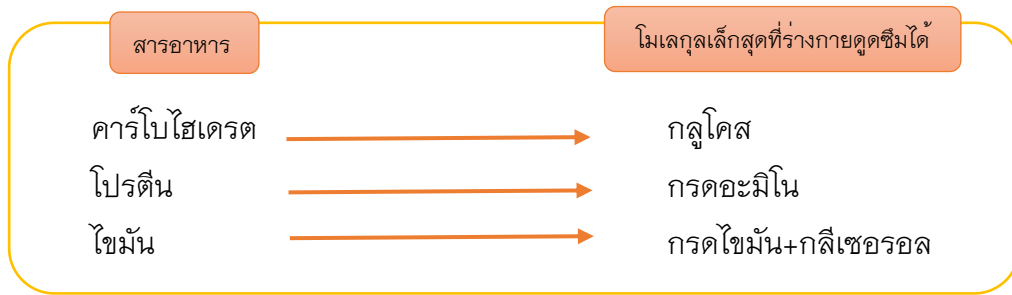 สารอาหาร โมเลกุลเล็กสุดที่ร่างกายดูดซึมได้
คาร์โบไฮเดรต กลูโคส
โปรตีน กรดอะมิโน
ไขมัน กรดไขมัน+กลีเซอรอล